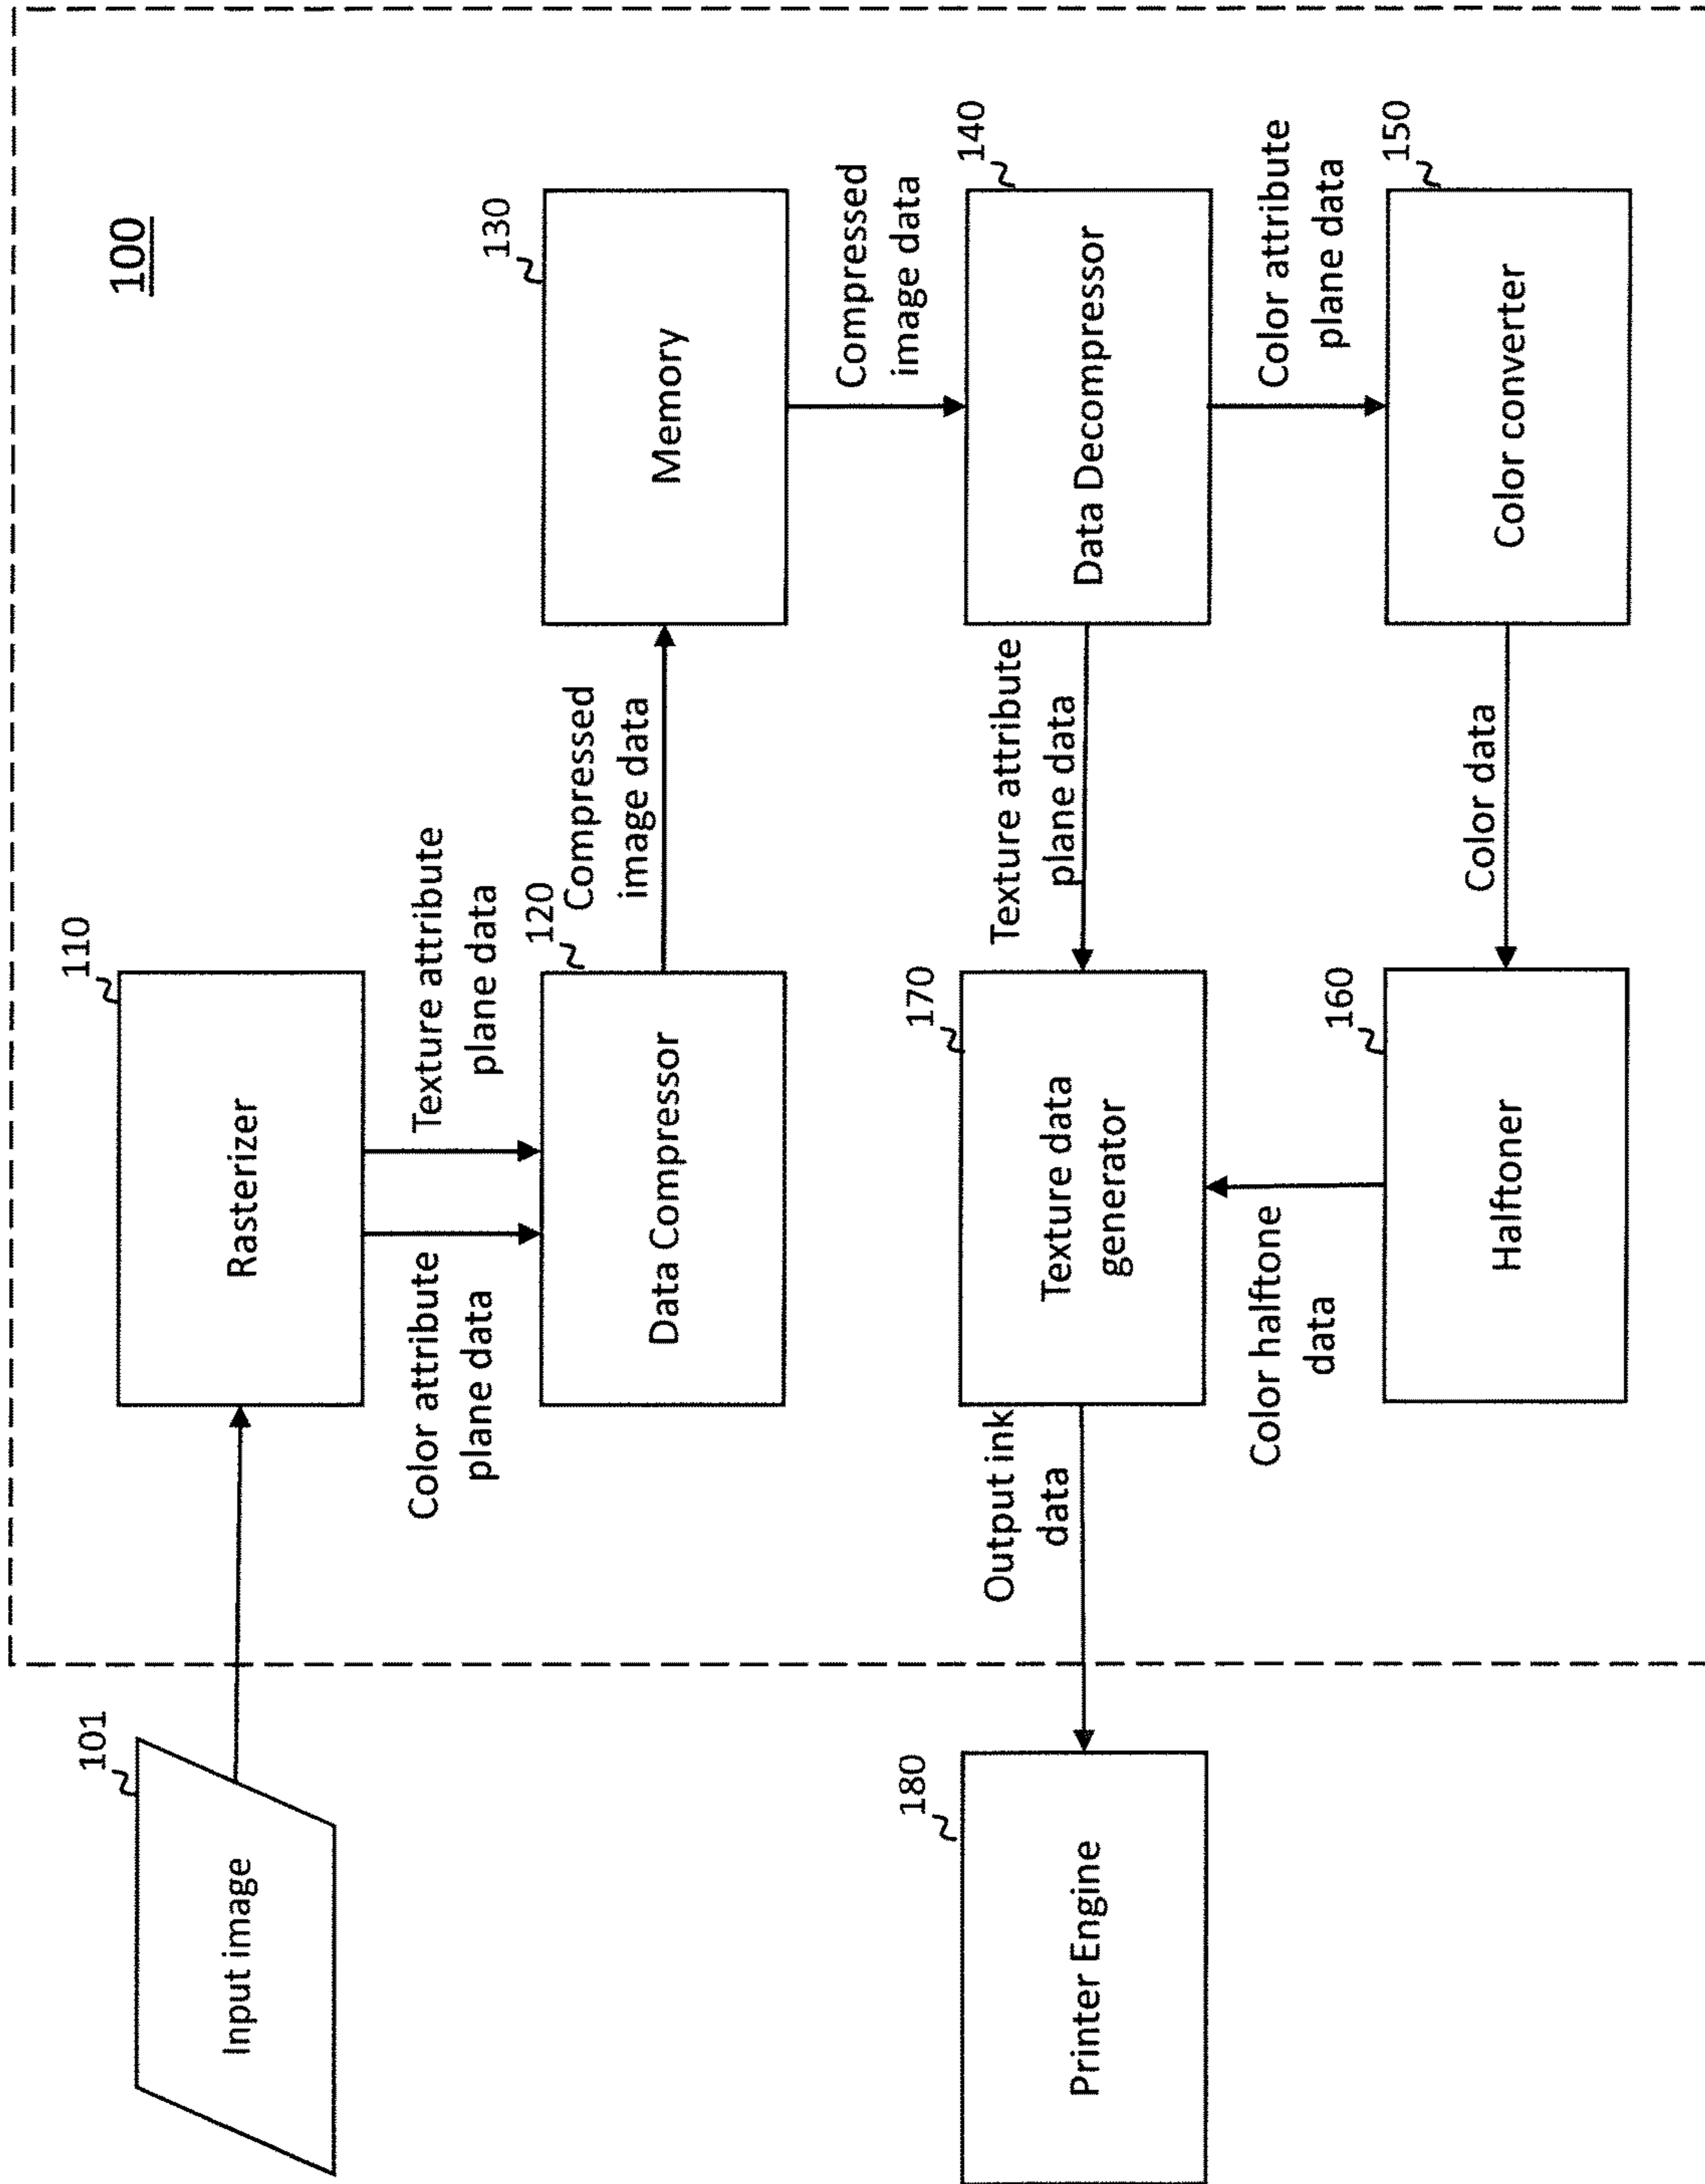 100
101
Input image
110
Rasterizer
Color attribute
plane data
Texture attribute
plane data
120
Data Compressor
Compressed
image data
130
Memory
Compressed
image data
140
Data Decompressor
Texture attribute
plane data
Color attribute
plane data
150
Color converter
Color data
160
Halftoner
Color halftone
data
170
Texture data
generator
Output ink
data
180
Printer Engine